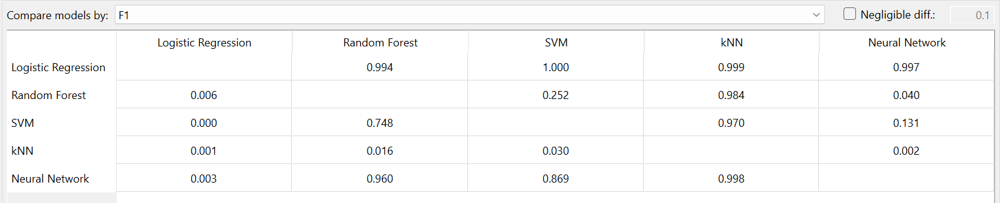 Compare models by: F1 Negligible diff.: 0.1
Logistic Regression Random Forest SVM kNN Neural Network
Logistic Regression 0.994 1.000 0.999 0.997
Random Forest 0.006 0.252 0.984 0.040
SVM 0.000 0.748 0.970 0.131
kNN 0.001 0.016 0.030 0.002
Neural Network 0.003 0.960 0.869 0.998